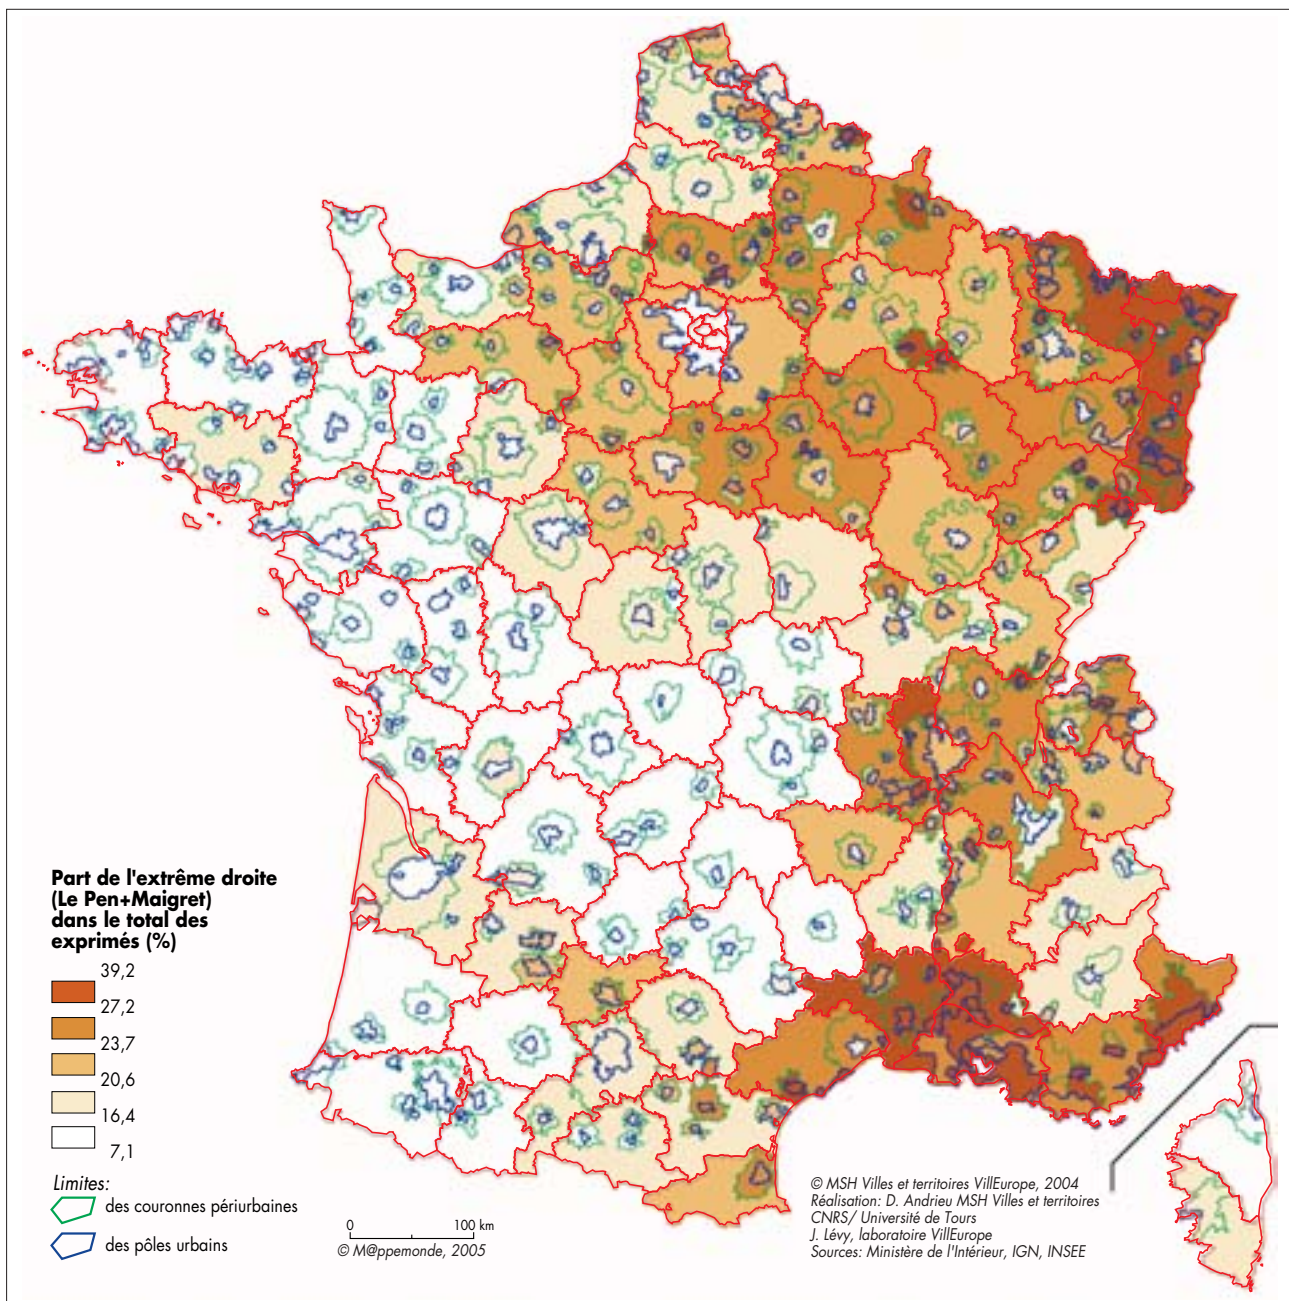 Part de l'extrême droite
(Le Pen+Maigret)
dans le total des
exprimés (%)
39,2
27,2
23,7
20,6
16,4
7,1
Limites:
des couronnes périurbaines
des pôles urbains
0 100 km
© M@ppemonde, 2005
© MSH Villes et territoires VillEurope, 2004
Réalisation: D. Andrieu MSH Villes et territoires
CNRS/ Université de Tours
J. Lévy, laboratoire VillEurope
Sources: Ministère de l'Intérieur, IGN, INSEE